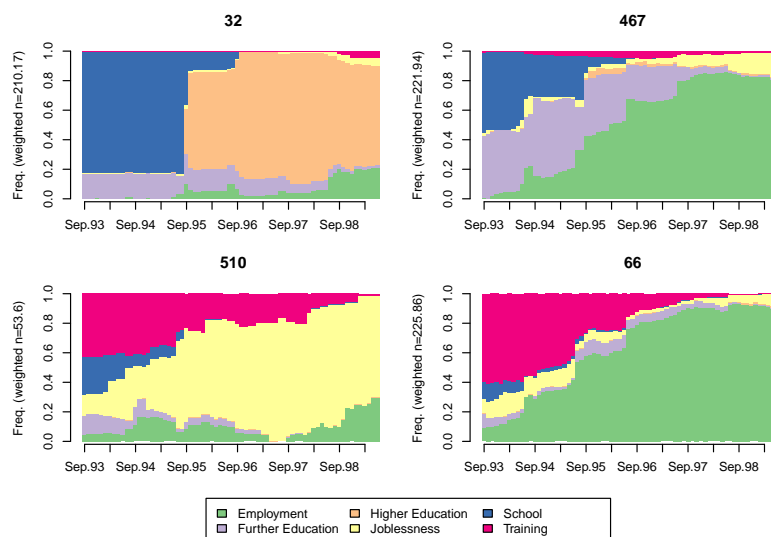 32
467
Freq. (weighted n=210.17)
0.0 0.2 0.4 0.6 0.8 1.0
Sep.93 Sep.94 Sep.95 Sep.96 Sep.97 Sep.98
Freq. (weighted n=221.94)
0.0 0.2 0.4 0.6 0.8 1.0
Sep.93 Sep.94 Sep.95 Sep.96 Sep.97 Sep.98
510
66
Freq. (weighted n=53.6)
0.0 0.2 0.4 0.6 0.8 1.0
Sep.93 Sep.94 Sep.95 Sep.96 Sep.97 Sep.98
Freq. (weighted n=225.86)
0.0 0.2 0.4 0.6 0.8 1.0
Sep.93 Sep.94 Sep.95 Sep.96 Sep.97 Sep.98
Employment Higher Education School
Further Education Joblessness Training